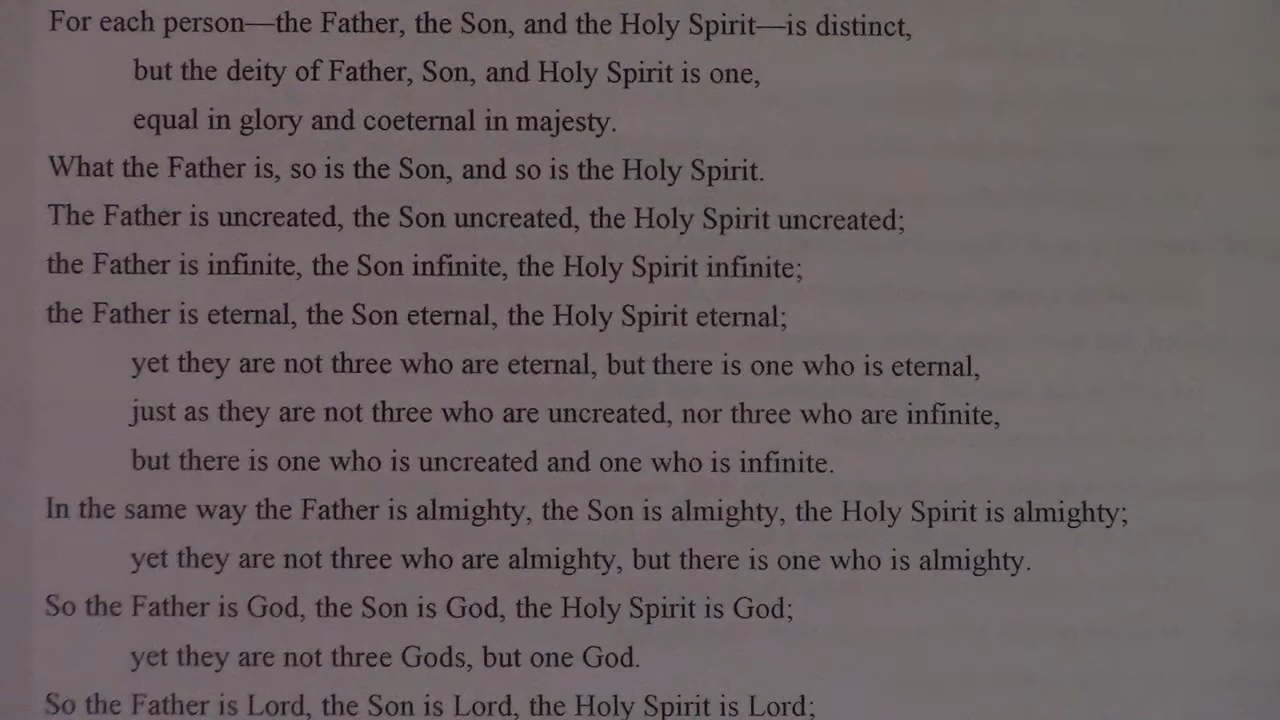 For each person—the Father, the Son, and the Holy Spirit—is distinct,
but the deity of Father, Son, and Holy Spirit is one,
equal in glory and coeternal in majesty.
What the Father is, so is the Son, and so is the Holy Spirit.
The Father is uncreated, the Son uncreated, the Holy Spirit uncreated;
the Father is infinite, the Son infinite, the Holy Spirit infinite;
the Father is eternal, the Son eternal, the Holy Spirit eternal;
yet they are not three who are eternal, but there is one who is eternal,
just as they are not three who are uncreated, nor three who are infinite,
but there is one who is uncreated and one who is infinite.
In the same way the Father is almighty, the Son is almighty, the Holy Spirit is almighty;
yet they are not three who are almighty, but there is one who is almighty.
So the Father is God, the Son is God, the Holy Spirit is God;
yet they are not three Gods, but one God.
So the Father is Lord, the Son is Lord, the Holy Spirit is Lord;